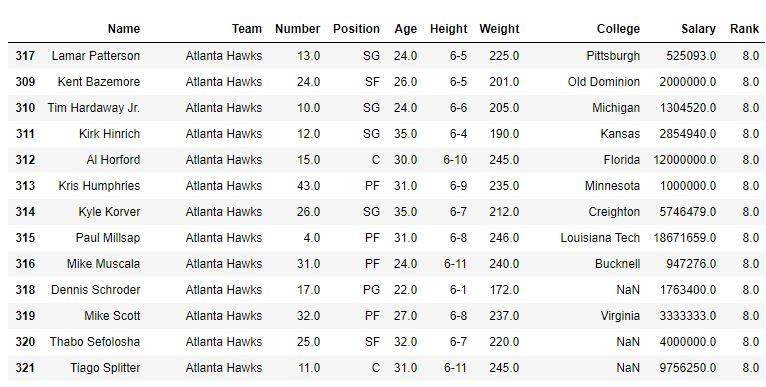 Name Team Number Position Age Height Weight College Salary Rank
317 Lamar Patterson Atlanta Hawks 13.0 SG 24.0 6-5 225.0 Pittsburgh 525093.0 8.0
309 Kent Bazemore Atlanta Hawks 24.0 SF 26.0 6-5 201.0 Old Dominion 2000000.0 8.0
310 Tim Hardaway Jr. Atlanta Hawks 10.0 SG 24.0 6-6 205.0 Michigan 1304520.0 8.0
311 Kirk Hinrich Atlanta Hawks 12.0 SG 35.0 6-4 190.0 Kansas 2854940.0 8.0
312 Al Horford Atlanta Hawks 15.0 C 30.0 6-10 245.0 Florida 12000000.0 8.0
313 Kris Humphries Atlanta Hawks 43.0 PF 31.0 6-9 235.0 Minnesota 1000000.0 8.0
314 Kyle Korver Atlanta Hawks 26.0 SG 35.0 6-7 212.0 Creighton 5746479.0 8.0
315 Paul Millsap Atlanta Hawks 4.0 PF 31.0 6-8 246.0 Louisiana Tech 18671659.0 8.0
316 Mike Muscala Atlanta Hawks 31.0 PF 24.0 6-11 240.0 Bucknell 947276.0 8.0
318 Dennis Schroder Atlanta Hawks 17.0 PG 22.0 6-1 172.0 NaN 1763400.0 8.0
319 Mike Scott Atlanta Hawks 32.0 PF 27.0 6-8 237.0 Virginia 3333333.0 8.0
320 Thabo Sefolosha Atlanta Hawks 25.0 SF 32.0 6-7 220.0 NaN 4000000.0 8.0
321 Tiago Splitter Atlanta Hawks 11.0 C 31.0 6-11 245.0 NaN 9756250.0 8.0